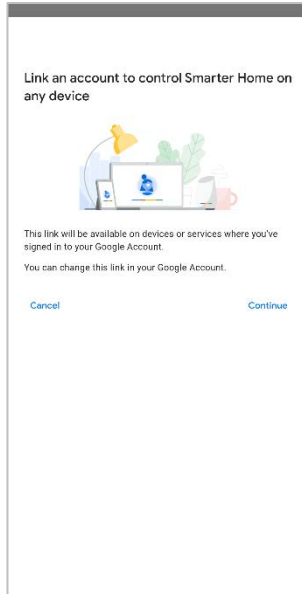 Link an account to control Smarter Home on
any device
This link will be available on devices or services where you've
signed in to your Google Account.
You can change this link in your Google Account.
Cancel
Continue